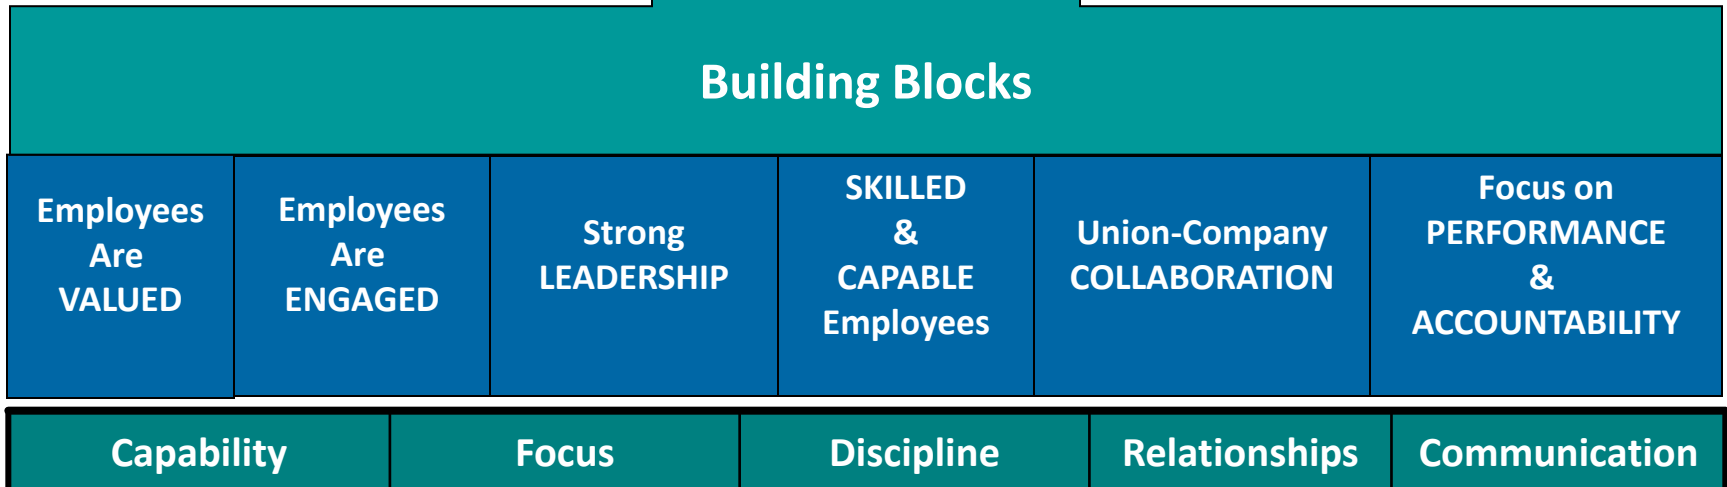 Building Blocks
Employees
Are
VALUED
Employees
Are
ENGAGED
Strong
LEADERSHIP
SKILLED
&
CAPABLE
Employees
Union-Company
COLLABORATION
Focus on
PERFORMANCE
&
ACCOUNTABILITY
Capability
Focus
Discipline
Relationships
Communication